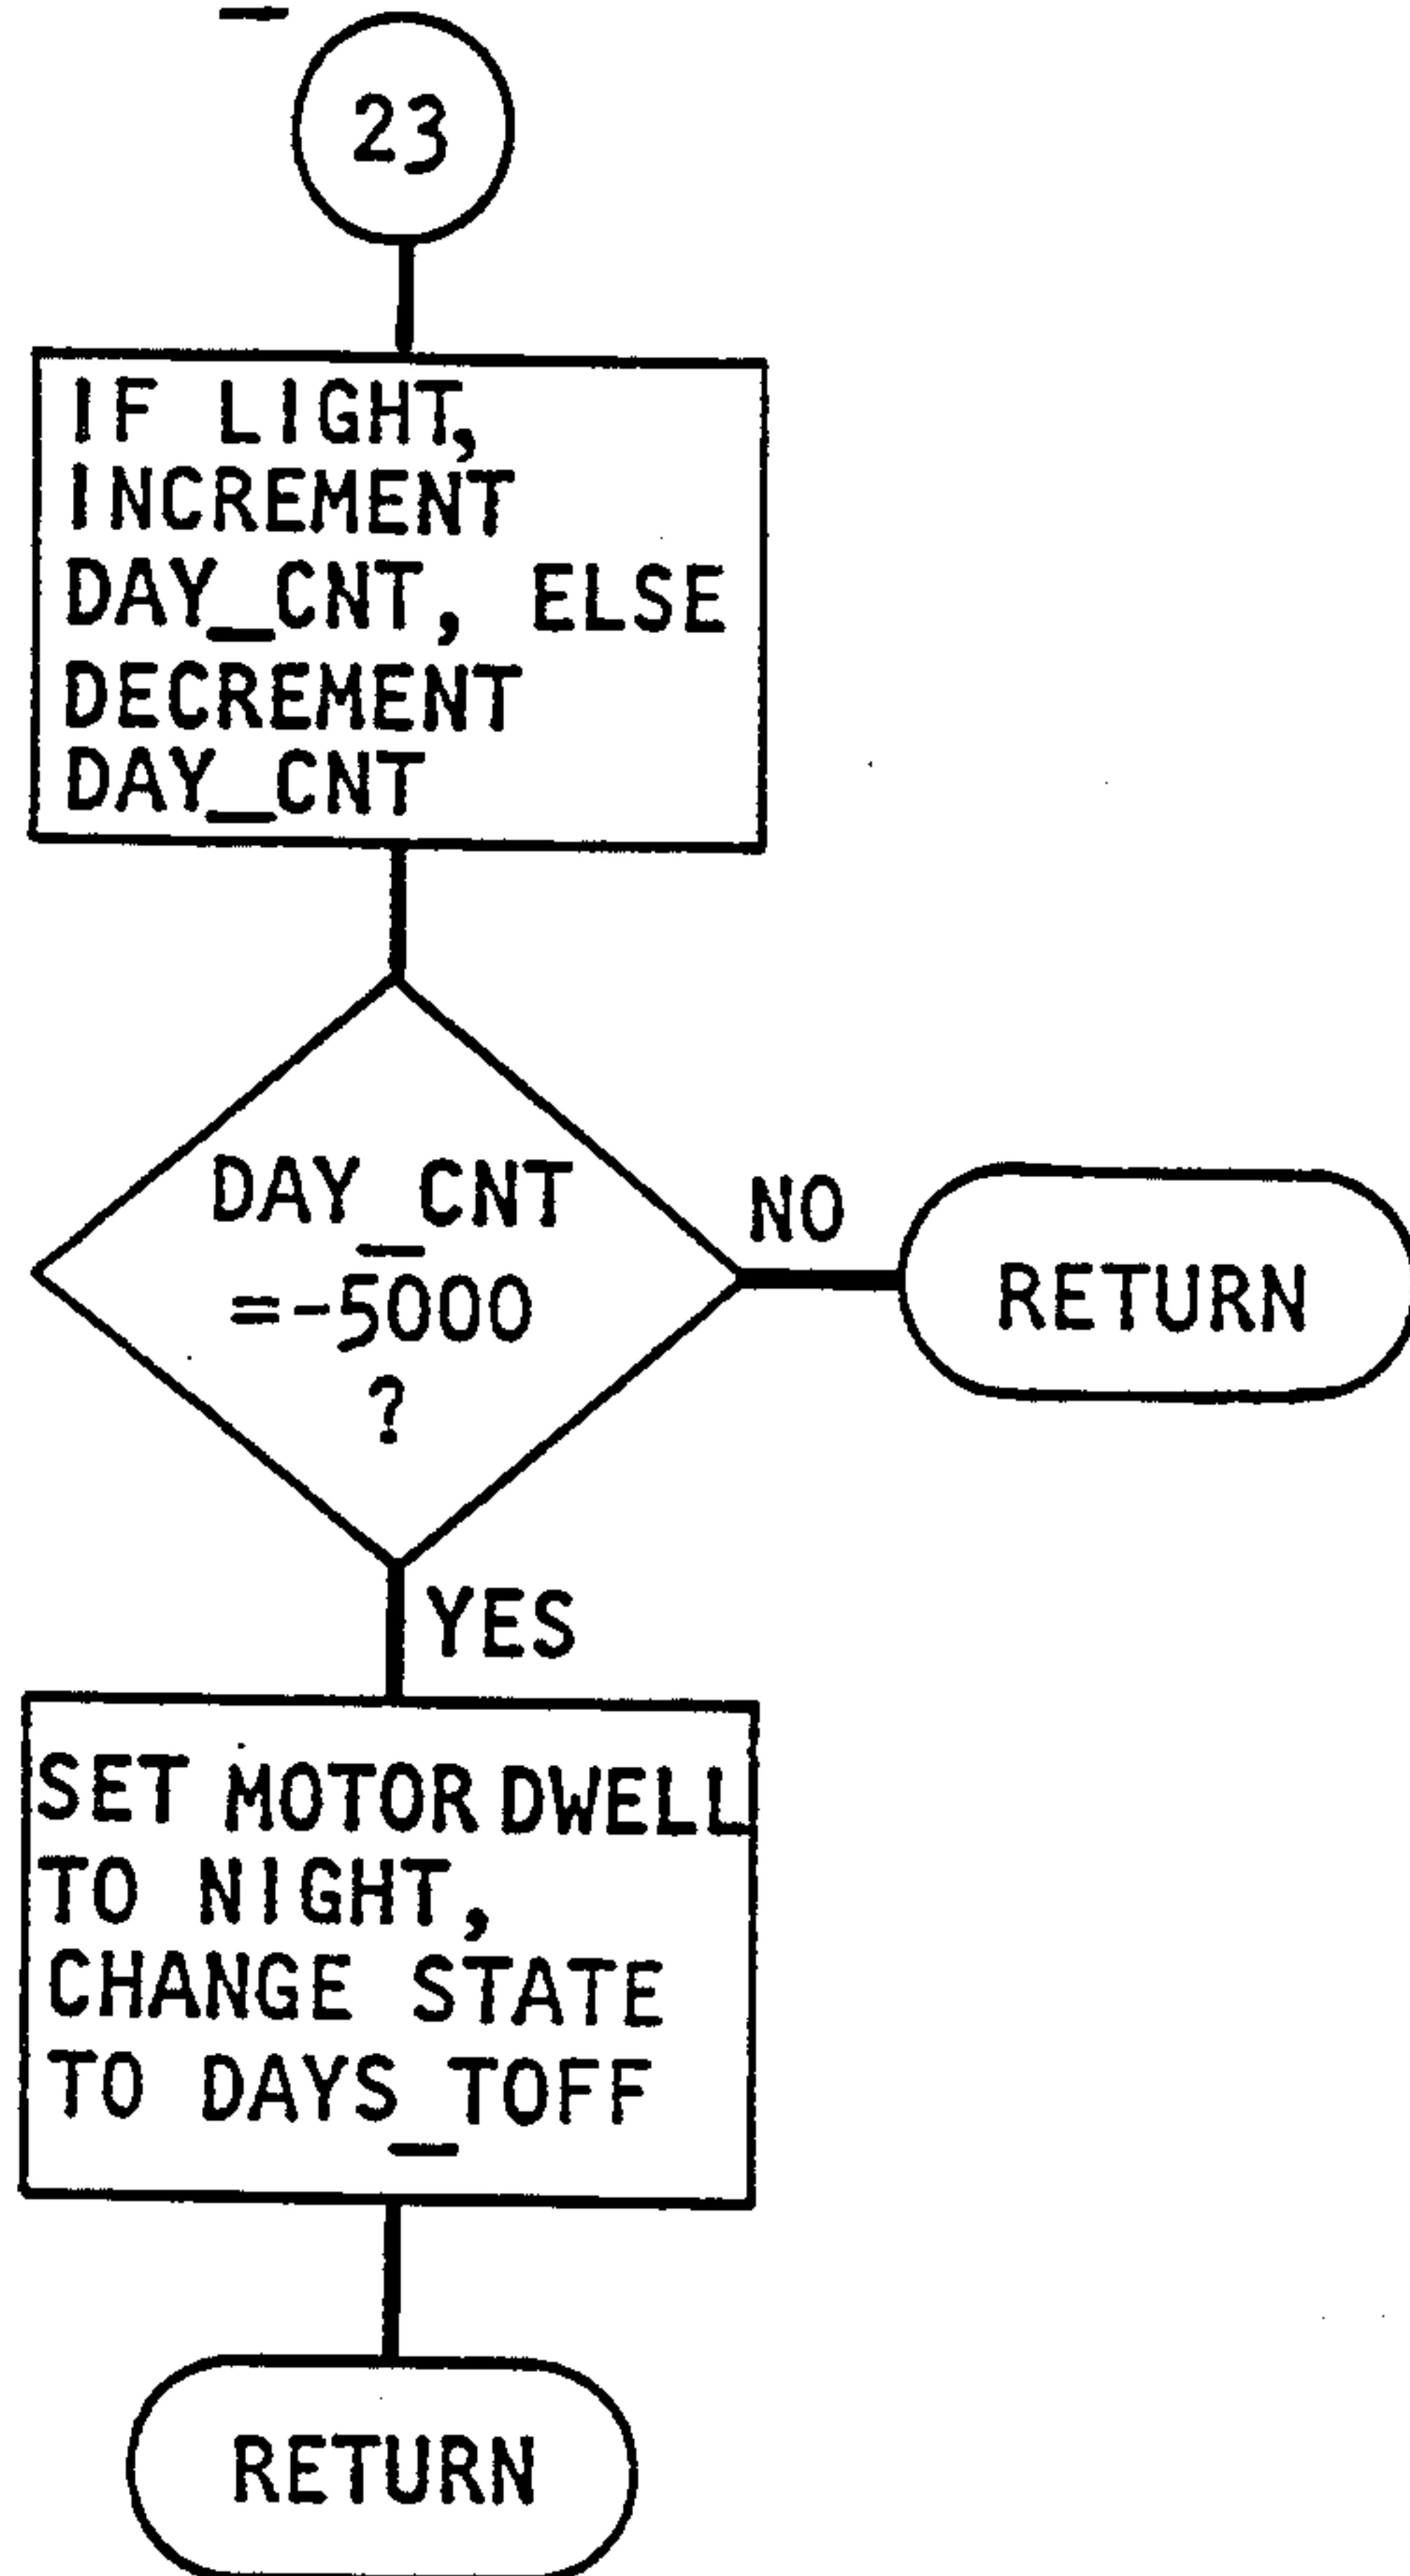 23
IF LIGHT,
INCREMENT
DAY_CNT, ELSE
DECREMENT
DAY_CNT
DAY_CNT
=-5000
?
NO
RETURN
YES
SET MOTOR DWELL
TO NIGHT,
CHANGE STATE
TO DAYS_TOFF
RETURN